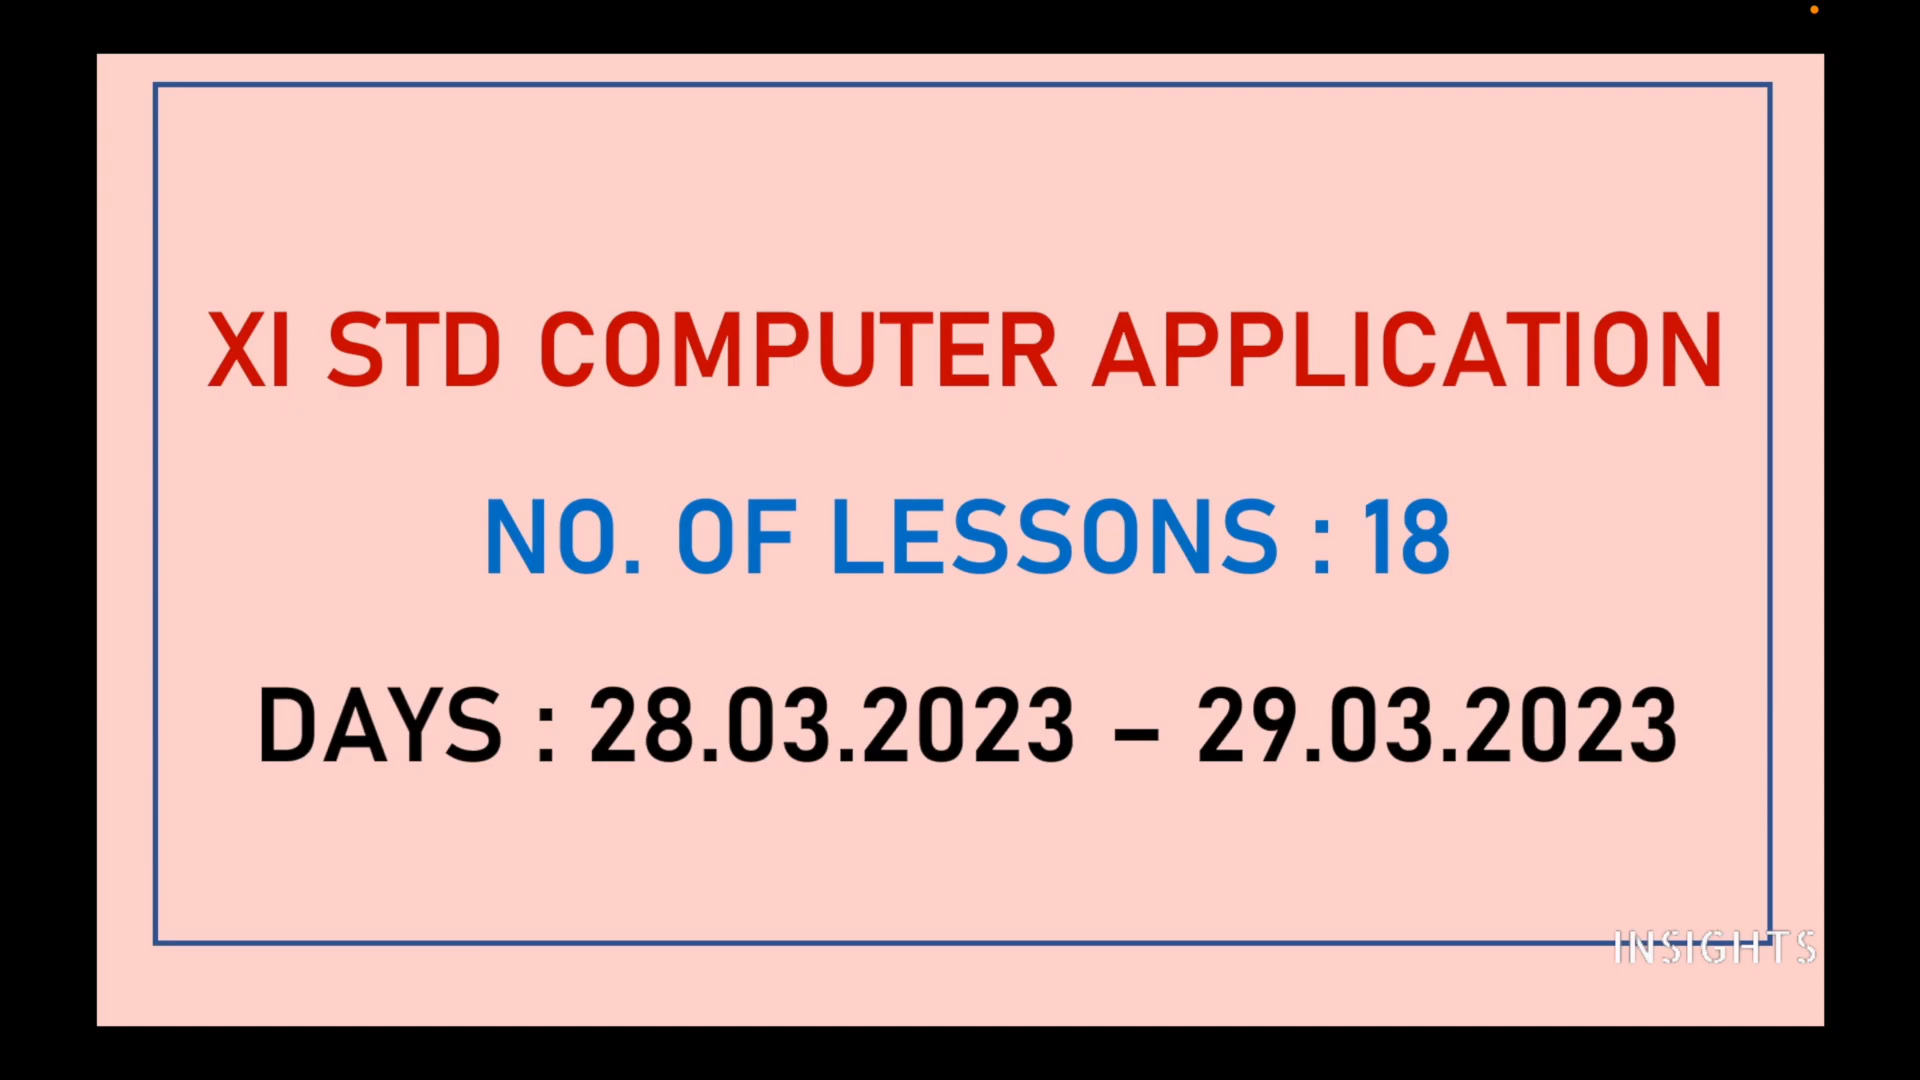 XI STD COMPUTER APPLICATION
NO. OF LESSONS : 18
DAYS : 28.03.2023 – 29.03.2023
INSIGHTS